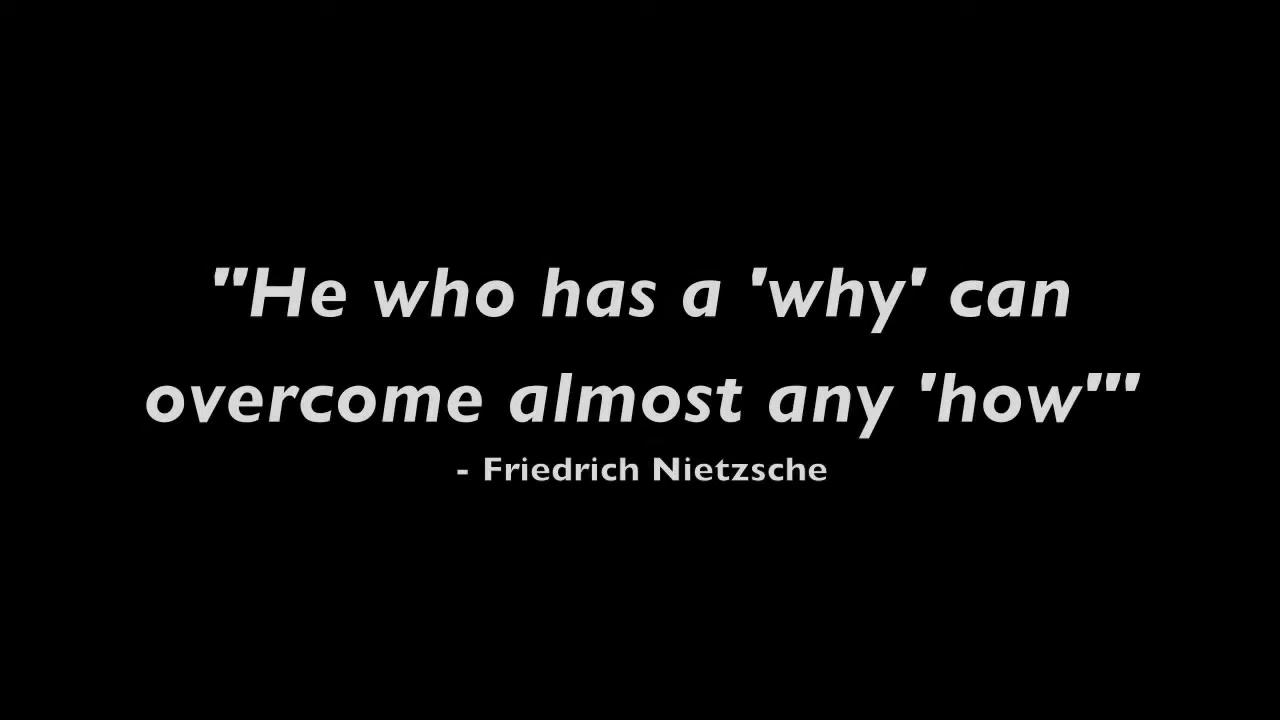 "He who has a 'why' can
overcome almost any 'how'"
- Friedrich Nietzsche